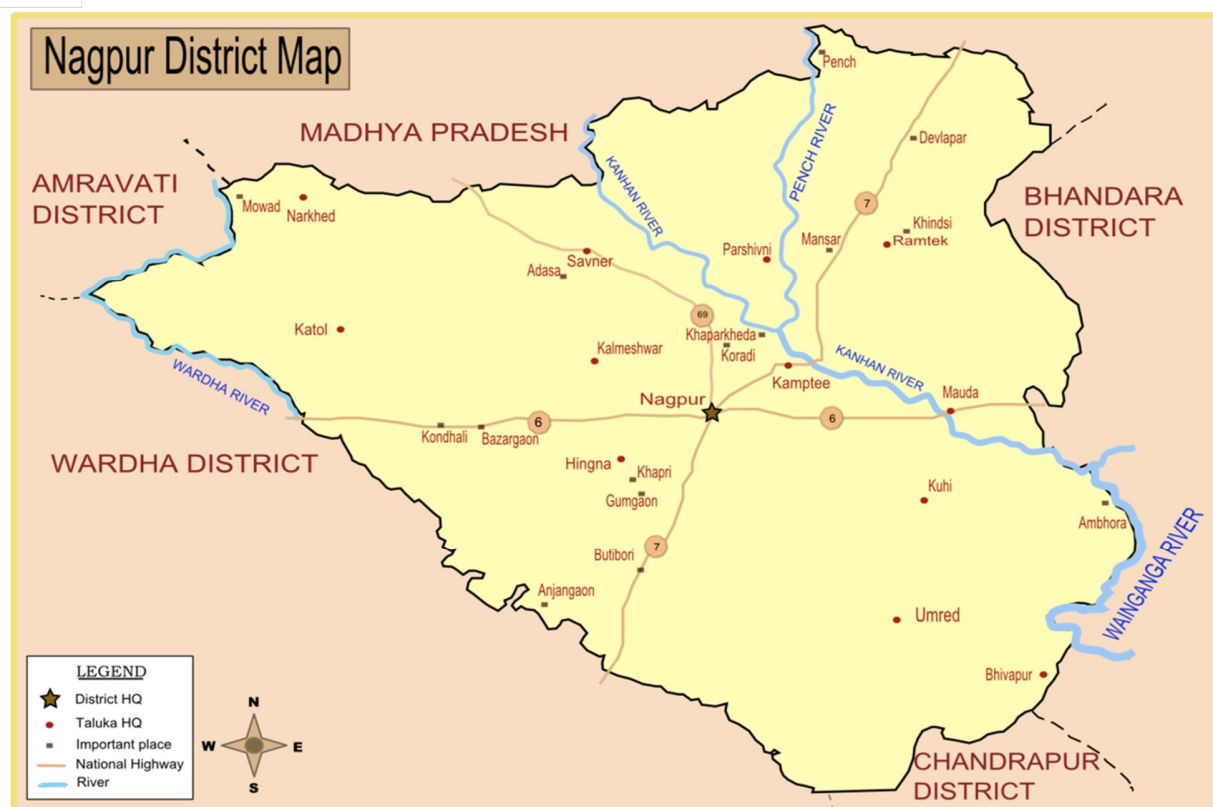 Nagpur District Map
Pench
MADHYA PRADESH
PENCH RIVER
Devlapar
KANHAN RIVER
AMRAVATI
DISTRICT
BHANDARA
DISTRICT
Mowad
Narkhed
7
Khindsi
Ramtek
Mansar
Parshivni
Savner
Adasa
69
Katol
Khaparkheda
Koradi
Kalmeshwar
KANHAN RIVER
Kamptee
WARDHA RIVER
Nagpur
Mauda
6
6
Kondhali
Bazargaon
WARDHA DISTRICT
Hingna
Khapri
Gumgaon
Kuhi
Ambhora
WAINGANGA RIVER
7
Butibori
Anjangaon
Umred
Bhivapur
LEGEND
District HQ
Taluka HQ
Important place
National Highway
River
N
W
E
S
CHANDRAPUR
DISTRICT